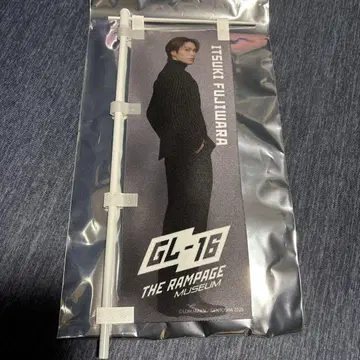 ITSUKI FUJIWARA
GL-16
THE RAMPAGE
MUSEUM